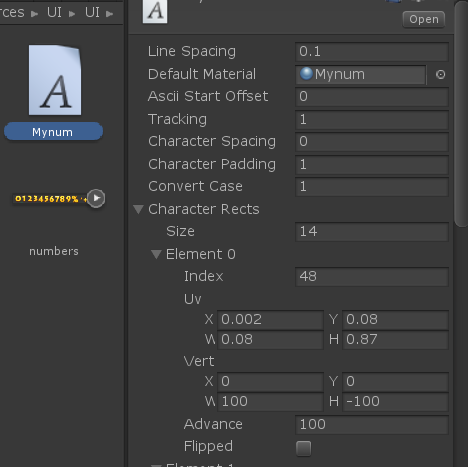 rces ▸ UI ▸ UI ▸
Open
Line Spacing 0.1
Default Material Mynum
Ascii Start Offset 0
Tracking 1
Character Spacing 0
Character Padding 1
Convert Case 1
Character Rects
Size 14
Element 0
Index 48
Uv
X 0.002 Y 0.08
W 0.08 H 0.87
Vert
X 0 Y 0
W 100 H -100
Advance 100
Flipped
A
Mynum
0123456789%
numbers
A